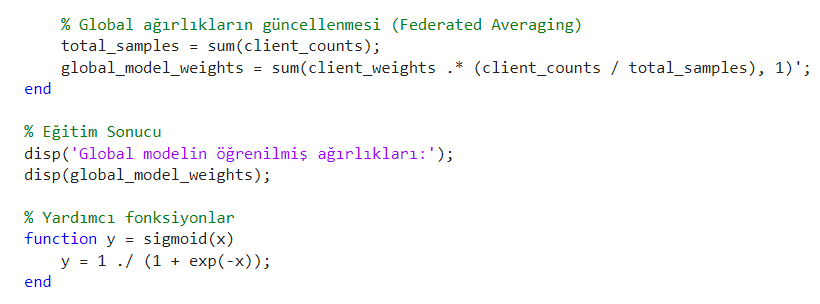 % Global ağırlıkların güncellenmesi (Federated Averaging)
total_samples = sum(client_counts);
global_model_weights = sum(client_weights .* (client_counts / total_samples), 1)';
end
% Eğitim Sonucu
disp('Global modelin öğrenilmiş ağırlıkları:');
disp(global_model_weights);
% Yardımcı fonksiyonlar
function y = sigmoid(x)
y = 1 ./ (1 + exp(-x));
end